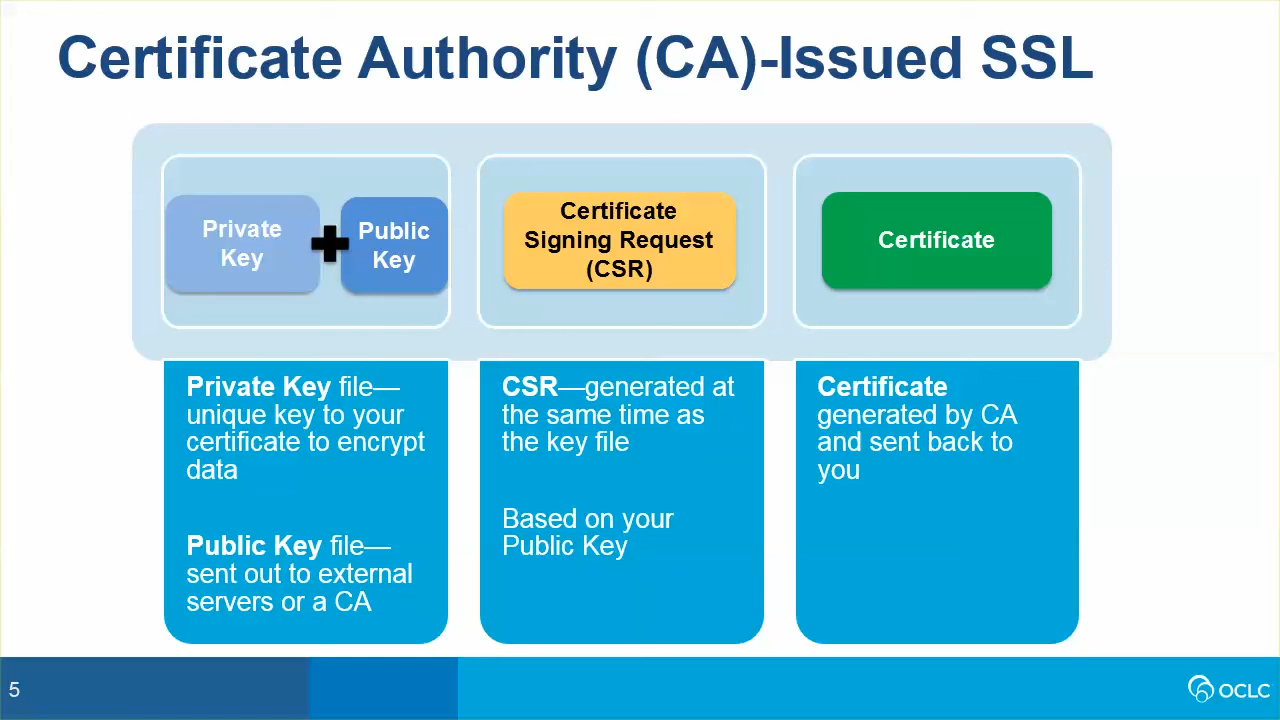 Certificate Authority (CA)-Issued SSL
Private
Key
Public
Key
Certificate
Signing Request
(CSR)
Certificate
Private Key file—
unique key to your
certificate to encrypt
data
Public Key file—
sent out to external
servers or a CA
CSR—generated at
the same time as
the key file
Based on your
Public Key
Certificate
generated by CA
and sent back to
you
5
OCLC